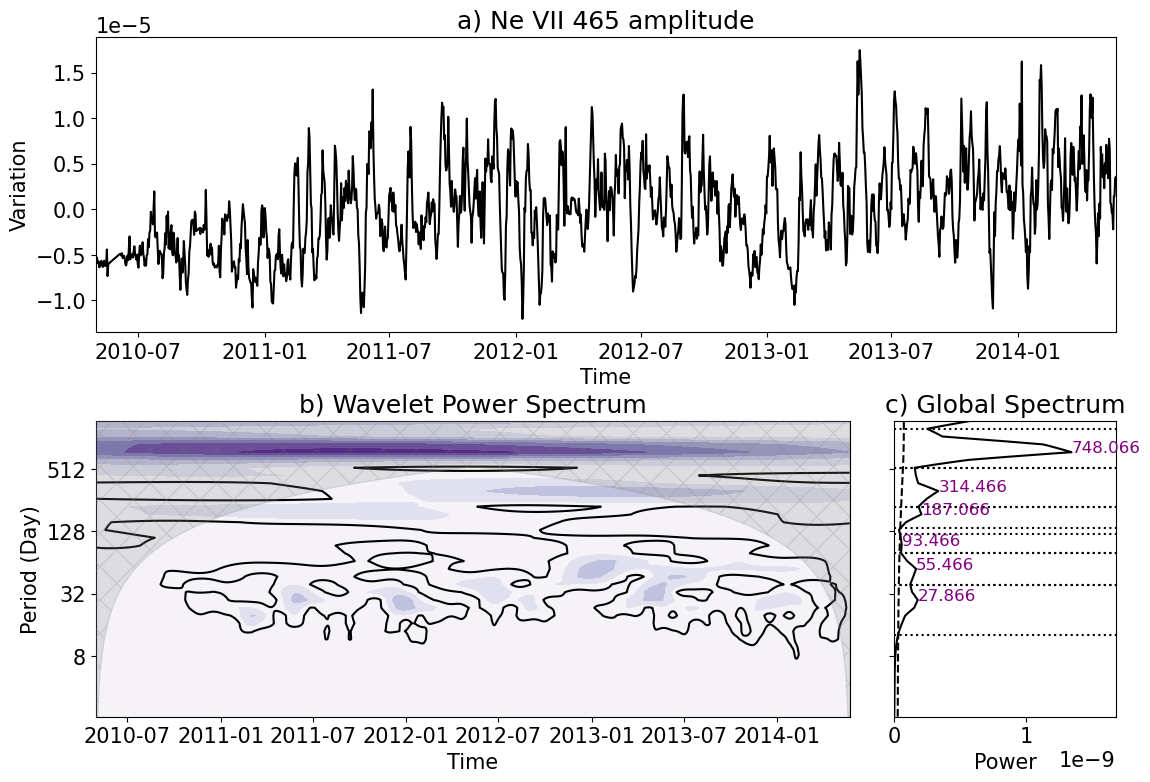 a) Ne VII 465 amplitude
1e−5
Variation
1.5
1.0
0.5
0.0
−0.5
−1.0
2010-07 2011-01 2011-07 2012-01 2012-07 2013-01 2013-07 2014-01
Time
b) Wavelet Power Spectrum
Period (Day)
512
128
32
8
2010-07 2011-01 2011-07 2012-01 2012-07 2013-01 2013-07 2014-01
Time
c) Global Spectrum
748.066
314.466
187.066
93.466
55.466
27.866
0 1
Power 1e−9